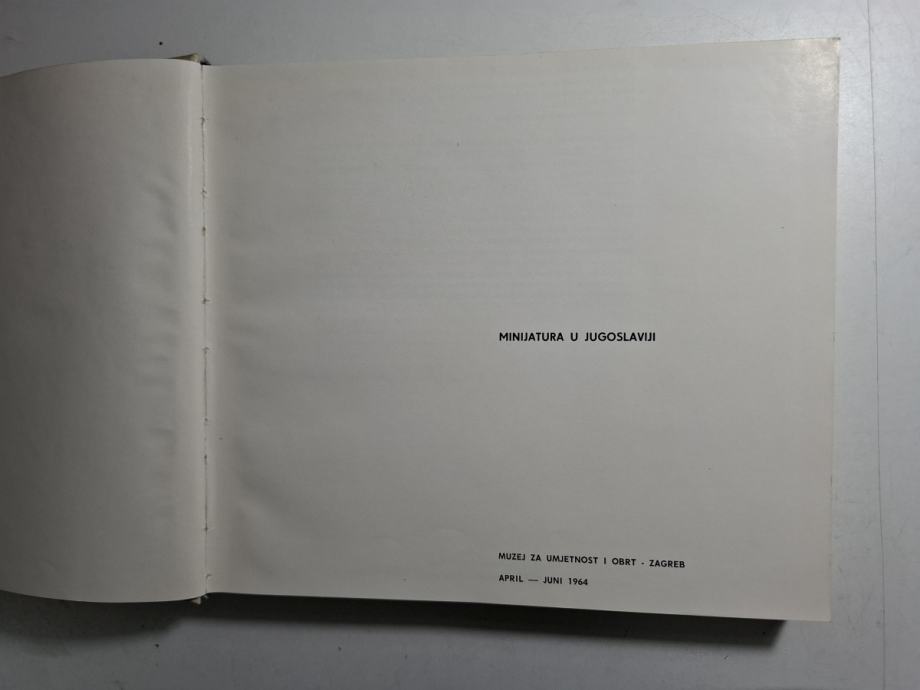 MINIJATURA U JUGOSLAVIJI
MUZEJ ZA UMJETNOST I OBRT - ZAGREB
APRIL — JUNI 1964